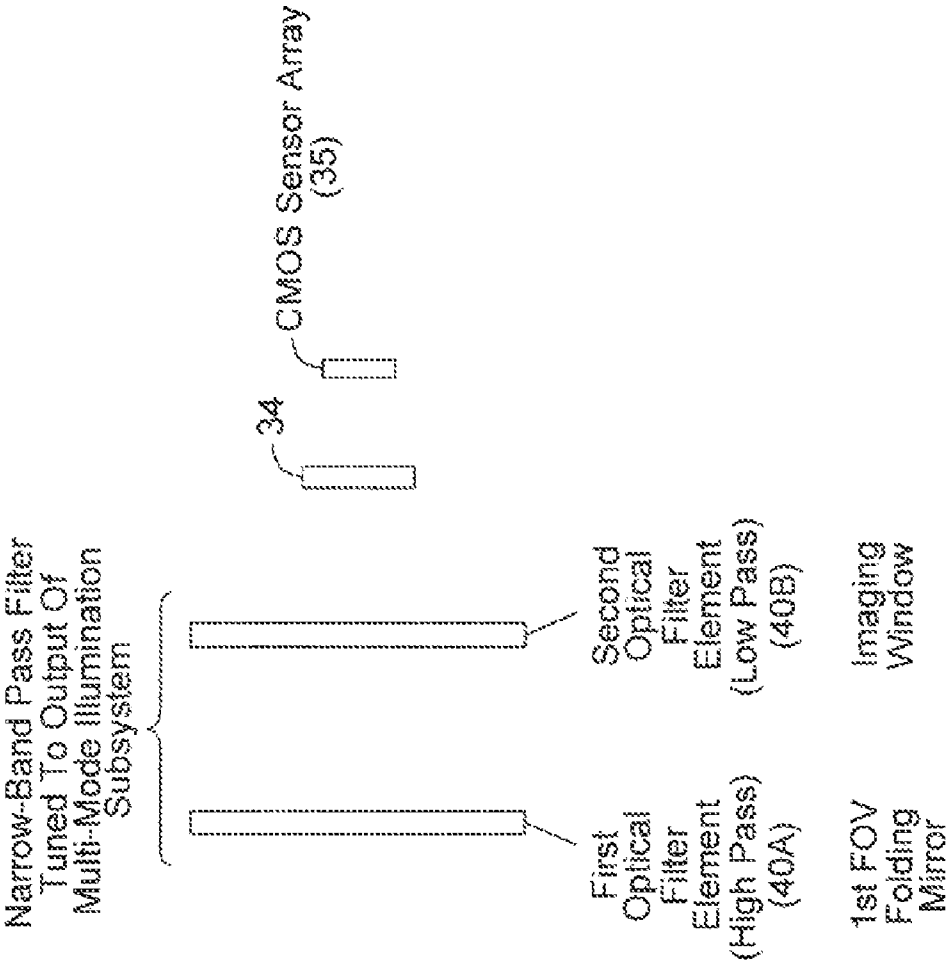 Narrow-Band Pass Filter
Tuned To Output Of
Multi-Mode Illumination
Subsystem
34
CMOS Sensor Array
(35)
First
Optical
Filter
Element
(High Pass)
(40A)
Second
Optical
Filter
Element
(Low Pass)
(40B)
1st FOV
Folding
Mirror
Imaging
Window